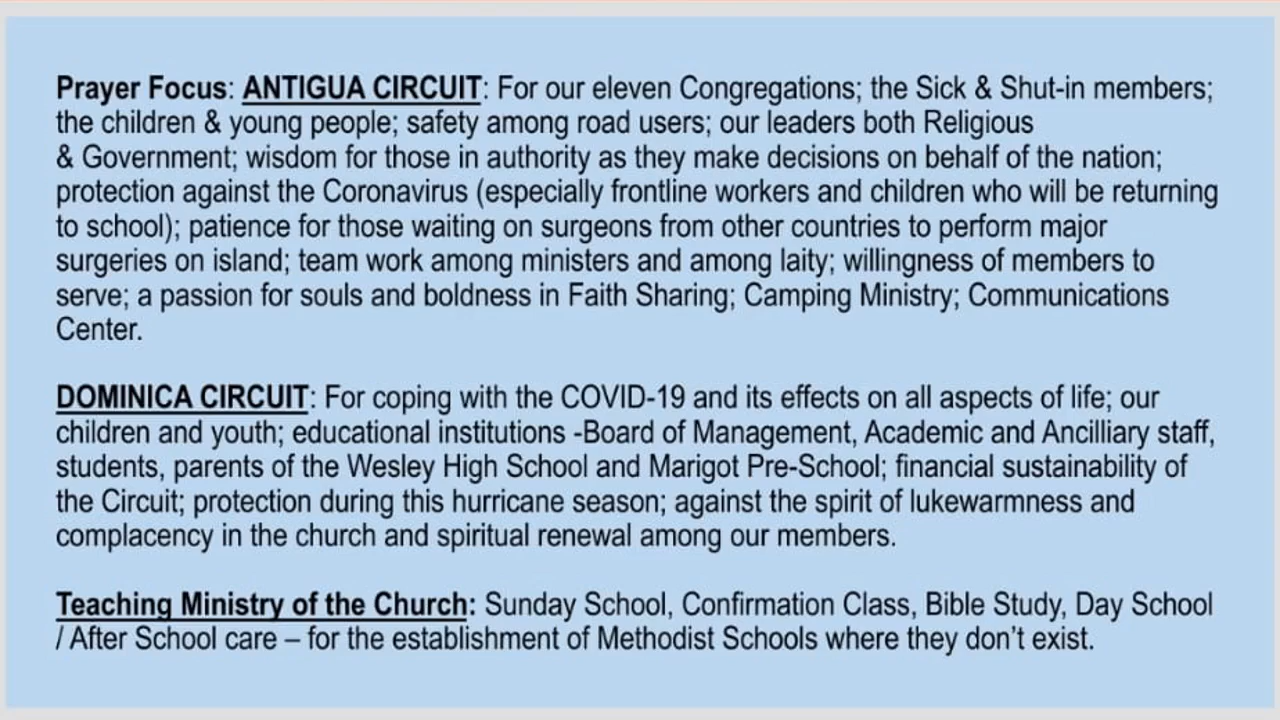 Prayer Focus: ANTIGUA CIRCUIT: For our eleven Congregations; the Sick & Shut-in members;
the children & young people; safety among road users; our leaders both Religious
& Government; wisdom for those in authority as they make decisions on behalf of the nation;
protection against the Coronavirus (especially frontline workers and children who will be returning
to school); patience for those waiting on surgeons from other countries to perform major
surgeries on island; team work among ministers and among laity; willingness of members to
serve; a passion for souls and boldness in Faith Sharing; Camping Ministry; Communications
Center.
DOMINICA CIRCUIT: For coping with the COVID-19 and its effects on all aspects of life; our
children and youth; educational institutions -Board of Management, Academic and Ancilliary staff,
students, parents of the Wesley High School and Marigot Pre-School; financial sustainability of
the Circuit; protection during this hurricane season; against the spirit of lukewarmness and
complacency in the church and spiritual renewal among our members.
Teaching Ministry of the Church: Sunday School, Confirmation Class, Bible Study, Day School
/ After School care – for the establishment of Methodist Schools where they don’t exist.